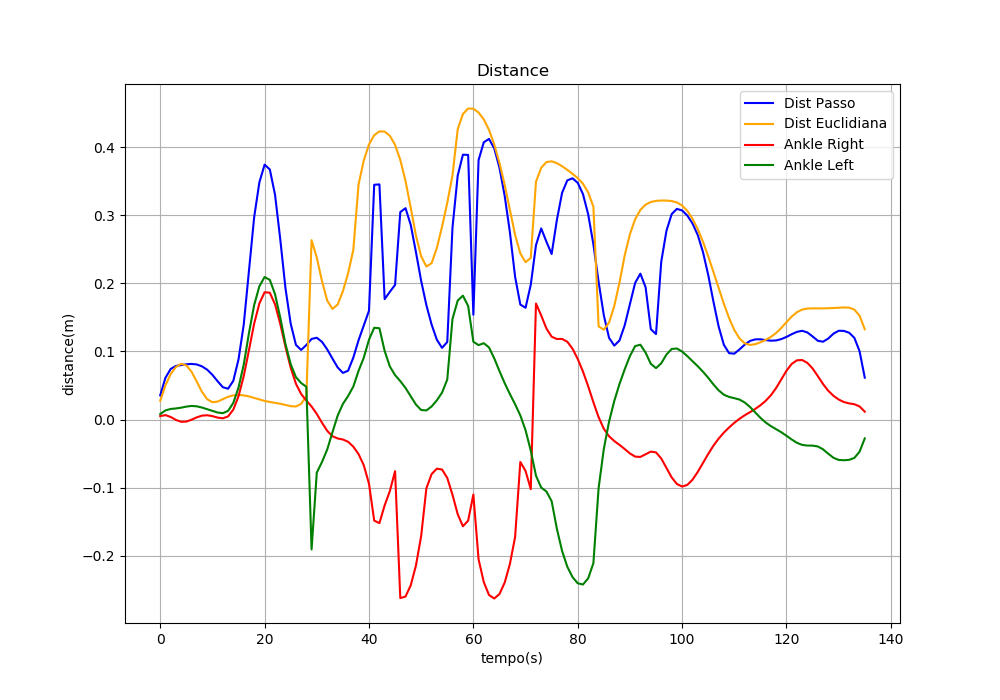 Distance
Dist Passo
Dist Euclidiana
Ankle Right
Ankle Left
distance(m)
0.4
0.3
0.2
0.1
0.0
−0.1
−0.2
0 20 40 60 80 100 120 140
tempo(s)